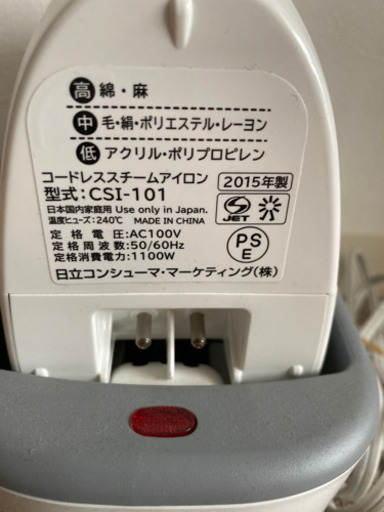 高 綿・麻
中 毛・絹・ポリエステル・レーヨン
低 アクリル・ポリプロピレン
コードレススチームアイロン 2015年製
型式:CSI-101
日本国内家庭用 Use only in Japan.
温度ヒューズ:240℃ MADE IN CHINA
JET
定格電圧:AC100V
定格周波数:50/60Hz
定格消費電力:1100W
PS
E
日立コンシューマ・マーケティング(株)